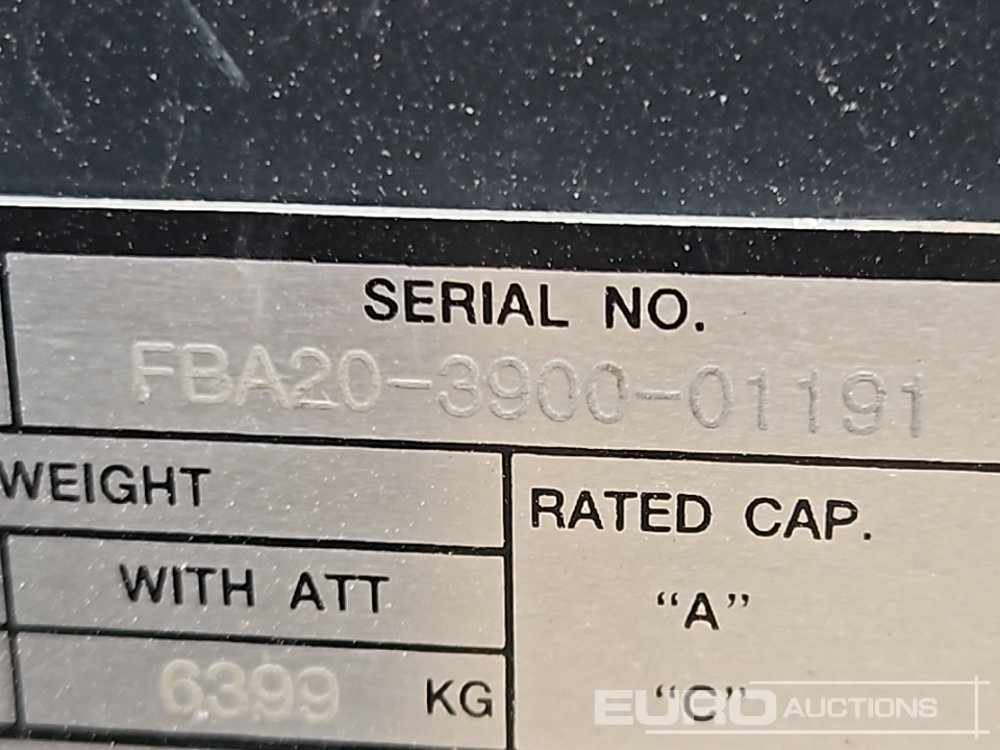 SERIAL NO.
FBA20-3900-01191
WEIGHT
RATED CAP.
WITH ATT
"A"
6399 KG
"C"
EURO AUCTIONS